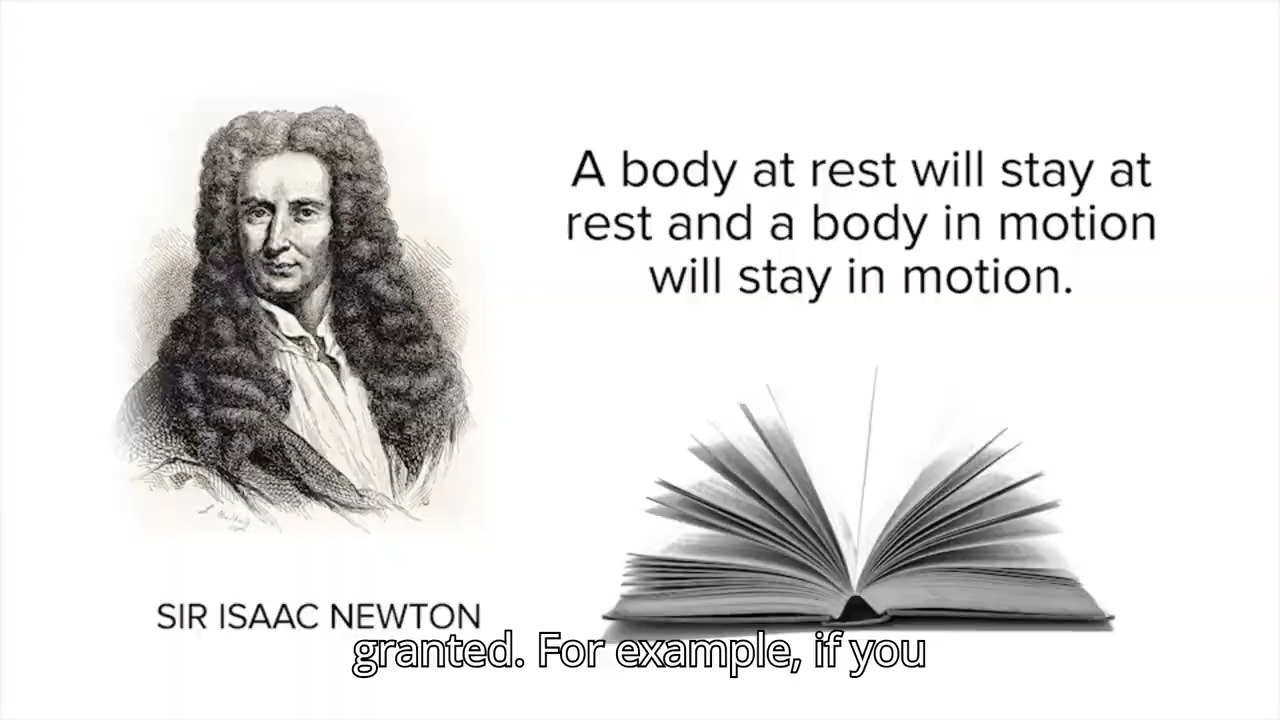 A body at rest will stay at
rest and a body in motion
will stay in motion.
SIR ISAAC NEWTON
granted. For example, if you